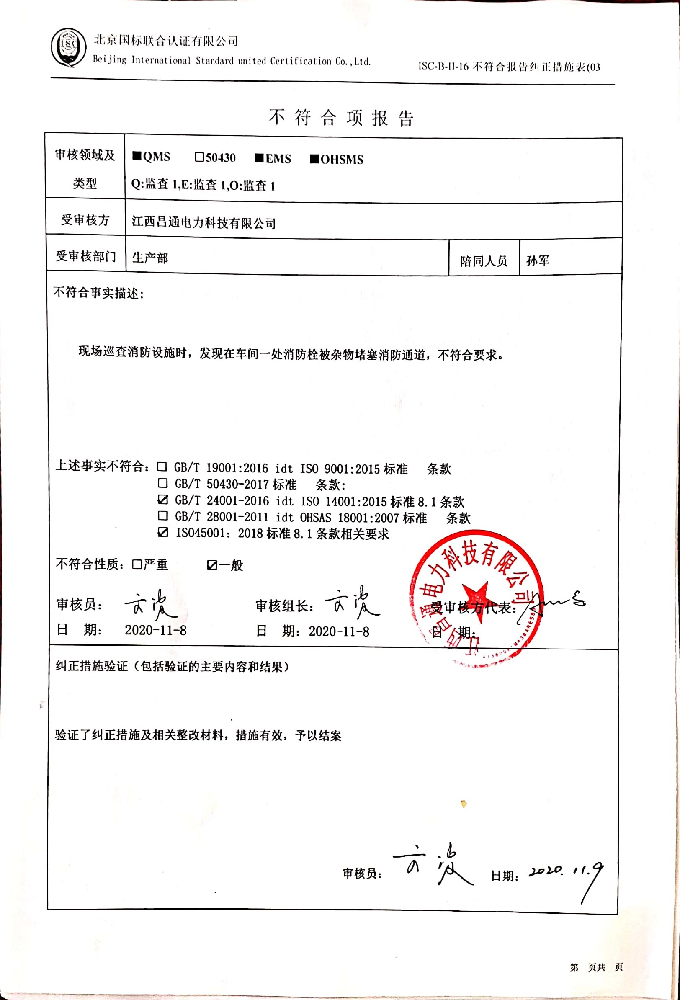 ISC
北京国标联合认证有限公司
Beijing International Standard united Certification Co.,Ltd.
ISC-B-II-16 不符合报告纠正措施表(03
不符合项报告
审核领域及类型
■QMS □50430 ■EMS ■OHSMS
Q:监查 1,E:监查 1,O:监查 1
受审核方 江西昌通电力科技有限公司
受审核部门 生产部 陪同人员 孙军
不符合事实描述：
现场巡查消防设施时，发现在车间一处消防栓被杂物堵塞消防通道，不符合要求。
上述事实不符合：□ GB/T 19001:2016 idt ISO 9001:2015 标准 条款
□ GB/T 50430-2017 标准 条款：
☑ GB/T 24001-2016 idt ISO 14001:2015 标准 8.1 条款
□ GB/T 28001-2011 idt OHSAS 18001:2007 标准 条款
☑ ISO45001：2018 标准 8.1 条款相关要求
不符合性质：□严重 ☑一般
审核员： 审核组长： 受审核方代表：
日 期： 2020-11-8 日 期：2020-11-8 日 期：
江西昌通电力科技有限公司
纠正措施验证（包括验证的主要内容和结果）
验证了纠正措施及相关整改材料，措施有效，予以结案
审核员： 日期：2020.11.9
第 页共 页